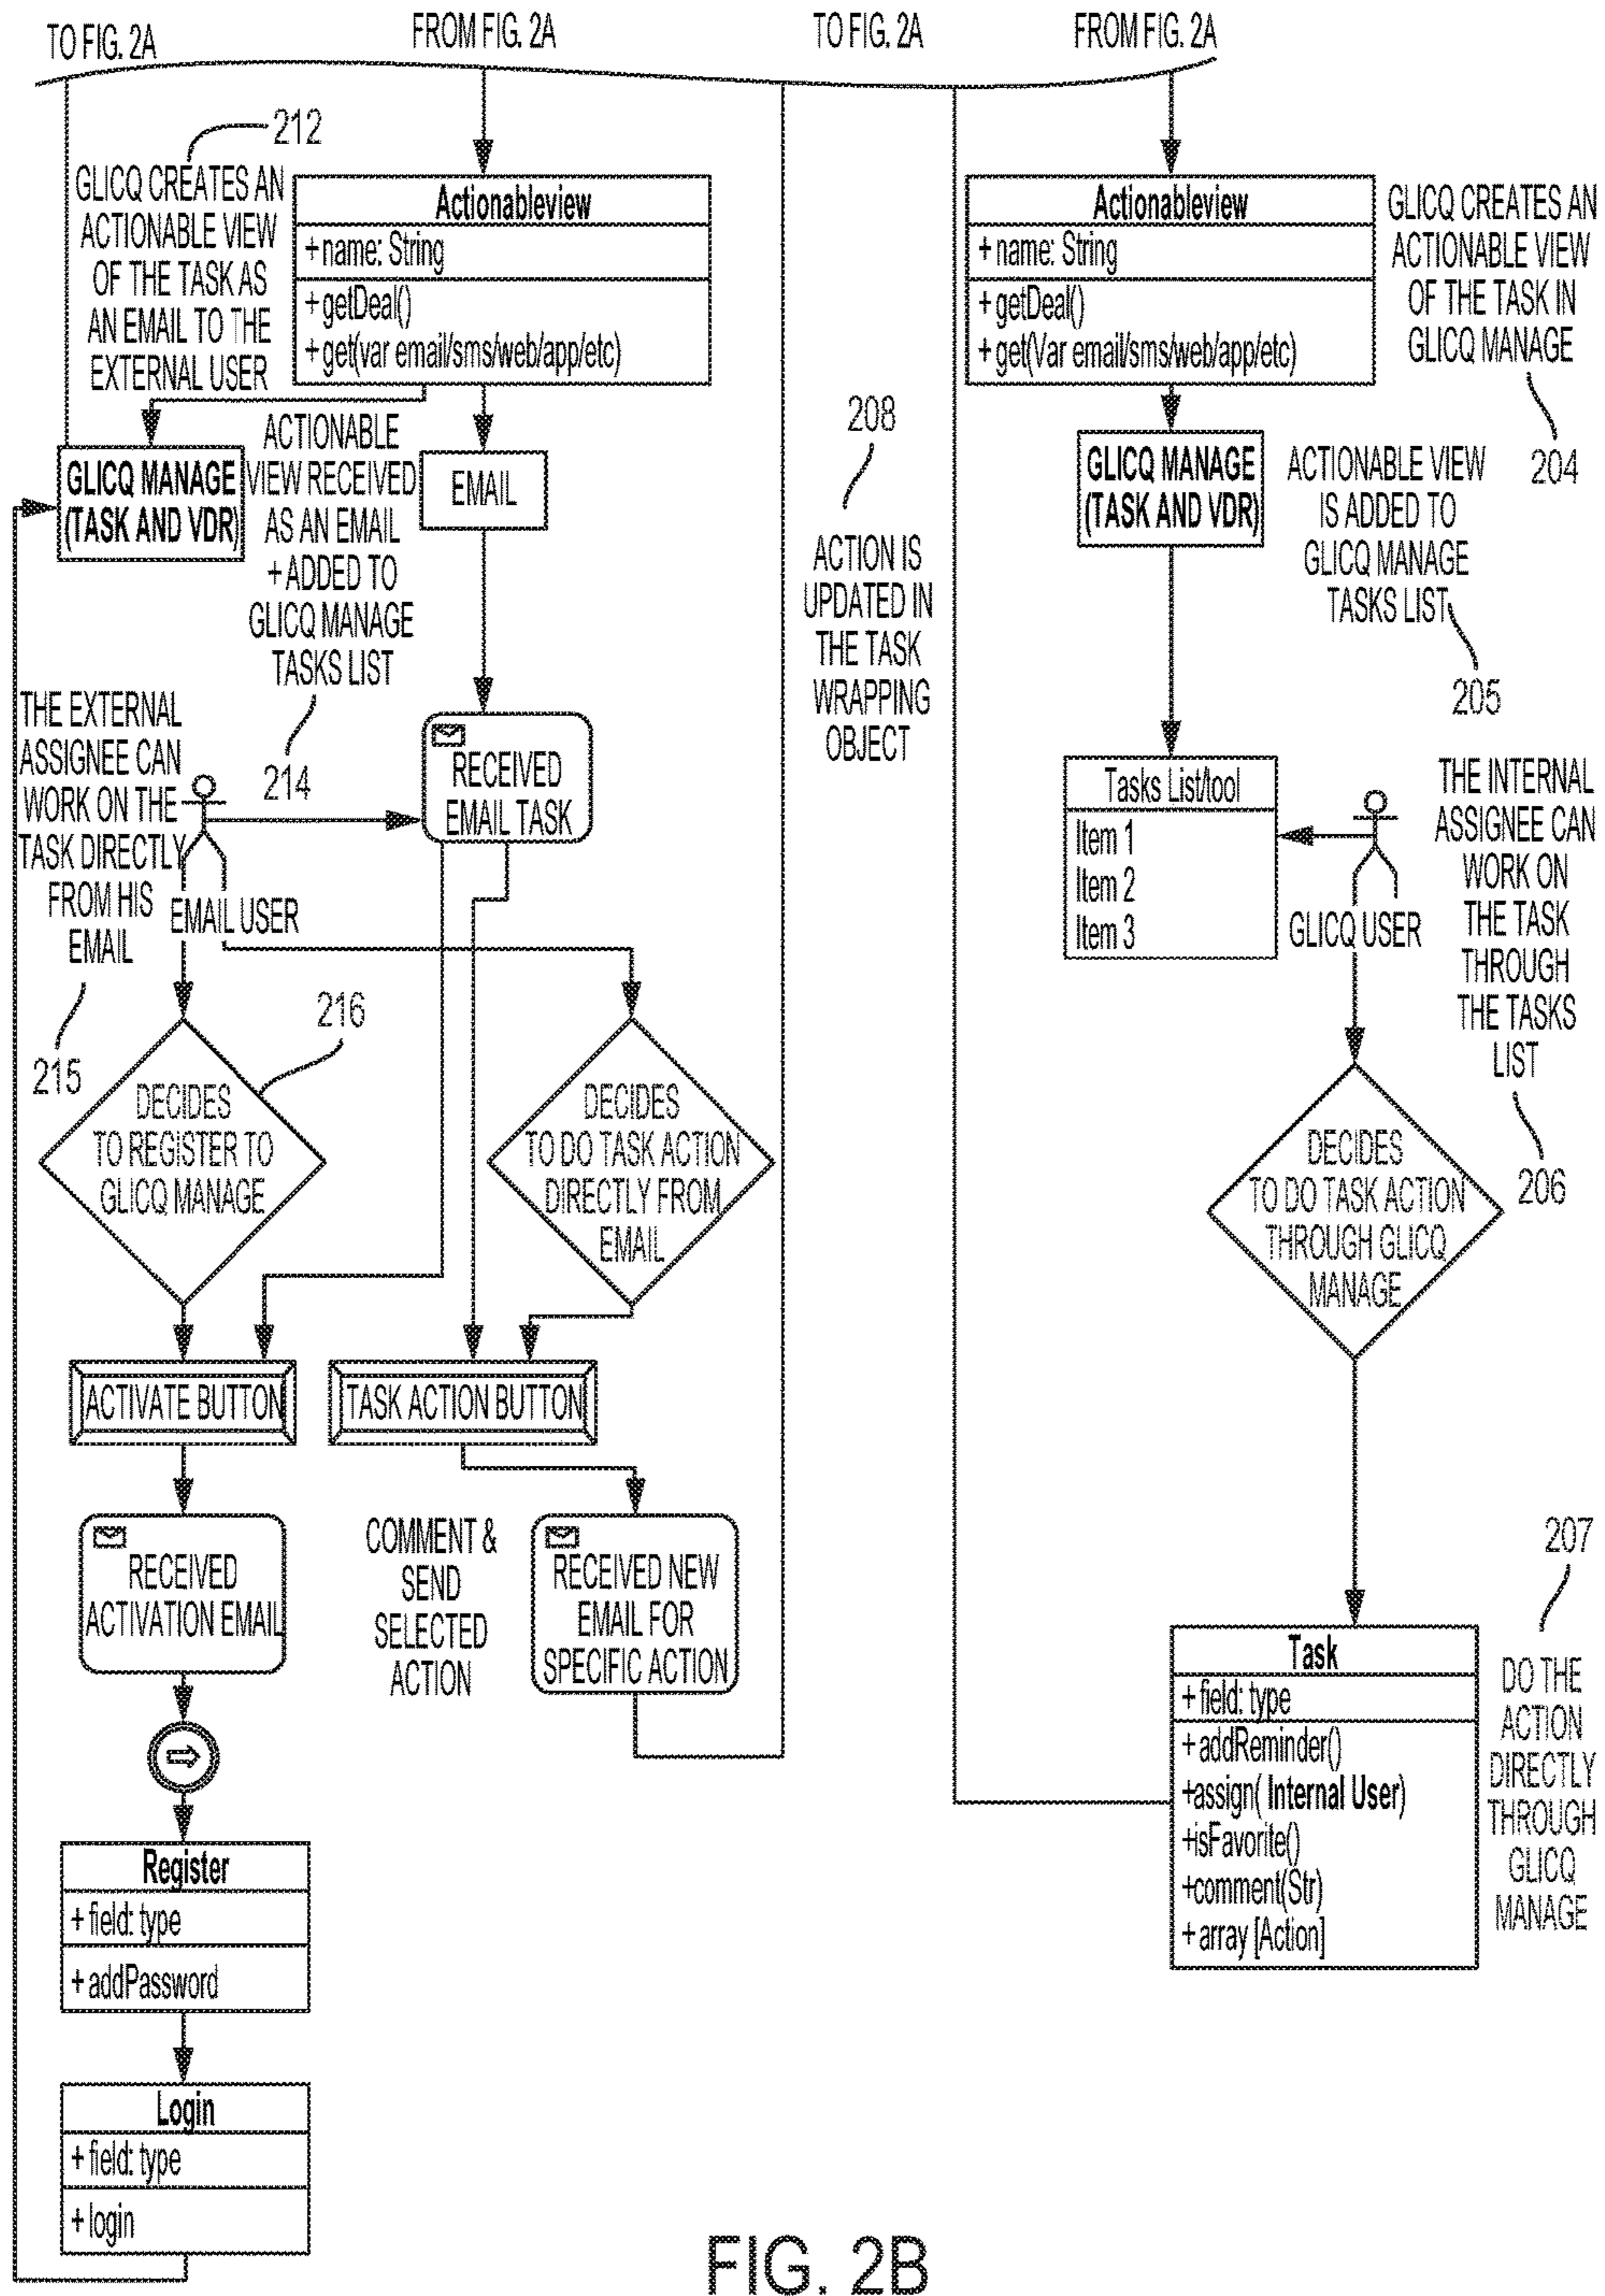 TO FIG. 2A
FROM FIG. 2A
TO FIG. 2A
FROM FIG. 2A
212
GLICQ CREATES AN
ACTIONABLE VIEW
OF THE TASK AS
AN EMAIL TO THE
EXTERNAL USER
Actionableview
+ name: String
+ getDeal()
+ get(var email/sms/web/app/etc)
Actionableview
+ name: String
+ getDeal()
+ get(Var email/sms/web/app/etc)
GLICQ CREATES AN
ACTIONABLE VIEW
OF THE TASK IN
GLICQ MANAGE
204
GLICQ MANAGE
(TASK AND VDR)
ACTIONABLE
VIEW RECEIVED
AS AN EMAIL
+ ADDED TO
GLICQ MANAGE
TASKS LIST
214
EMAIL
208
ACTION IS
UPDATED IN
THE TASK
WRAPPING
OBJECT
GLICQ MANAGE
(TASK AND VDR)
ACTIONABLE VIEW
IS ADDED TO
GLICQ MANAGE
TASKS LIST
205
THE EXTERNAL
ASSIGNEE CAN
WORK ON THE
TASK DIRECTLY
FROM HIS
EMAIL
215
EMAIL USER
RECEIVED
EMAIL TASK
Tasks List/tool
Item 1
Item 2
Item 3
GLICQ USER
THE INTERNAL
ASSIGNEE CAN
WORK ON
THE TASK
THROUGH
THE TASKS
LIST
206
216
DECIDES
TO REGISTER TO
GLICQ MANAGE
DECIDES
TO DO TASK ACTION
DIRECTLY FROM
EMAIL
DECIDES
TO DO TASK ACTION
THROUGH GLICQ
MANAGE
ACTIVATE BUTTON
TASK ACTION BUTTON
RECEIVED
ACTIVATION EMAIL
COMMENT &
SEND
SELECTED
ACTION
RECEIVED NEW
EMAIL FOR
SPECIFIC ACTION
207
DO THE
ACTION
DIRECTLY
THROUGH
GLICQ
MANAGE
Task
+ field: type
+ addReminder()
+assign( Internal User)
+isFavorite()
+comment(Str)
+ array [Action]
Register
+ field: type
+ addPassword
Login
+ field: type
+ login
FIG. 2B